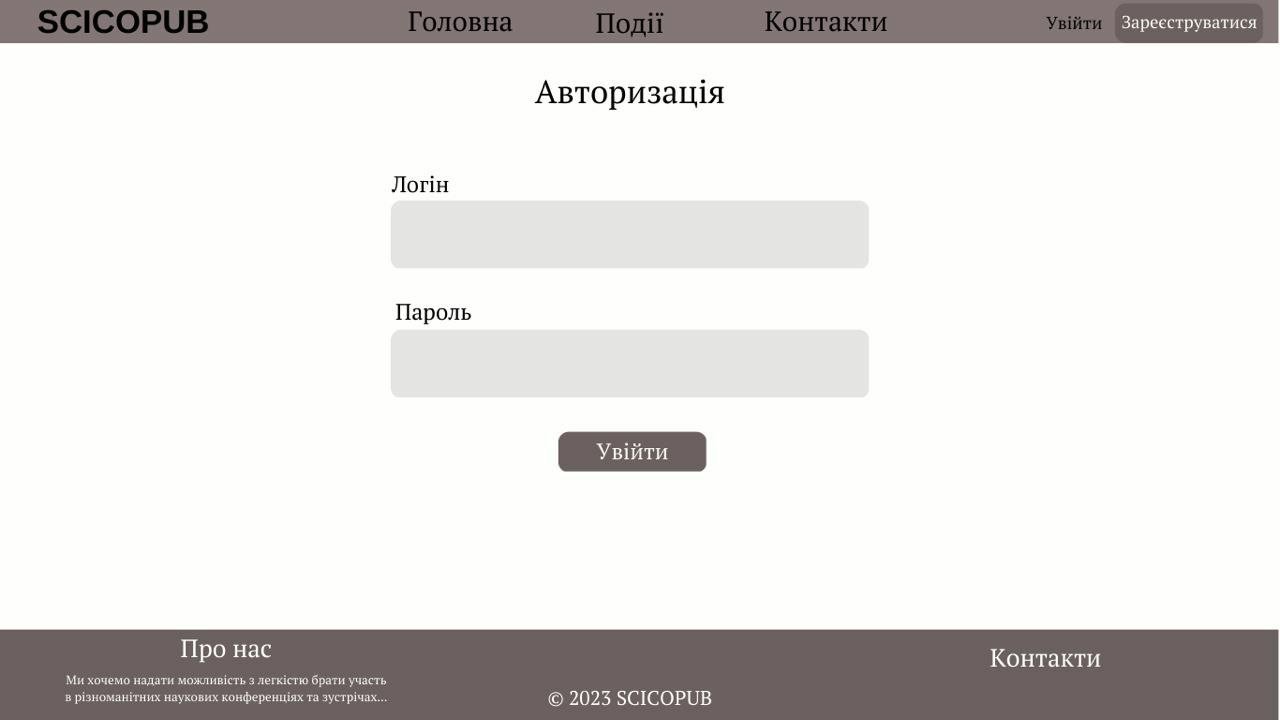 SCICOPUB
Головна
Події
Контакти
Увійти
Зареєструватися
Авторизація
Логін
Пароль
Увійти
Про нас
Ми хочемо надати можливість з легкістю брати участь
в різноманітних наукових конференціях та зустрічах...
© 2023 SCICOPUB
Контакти